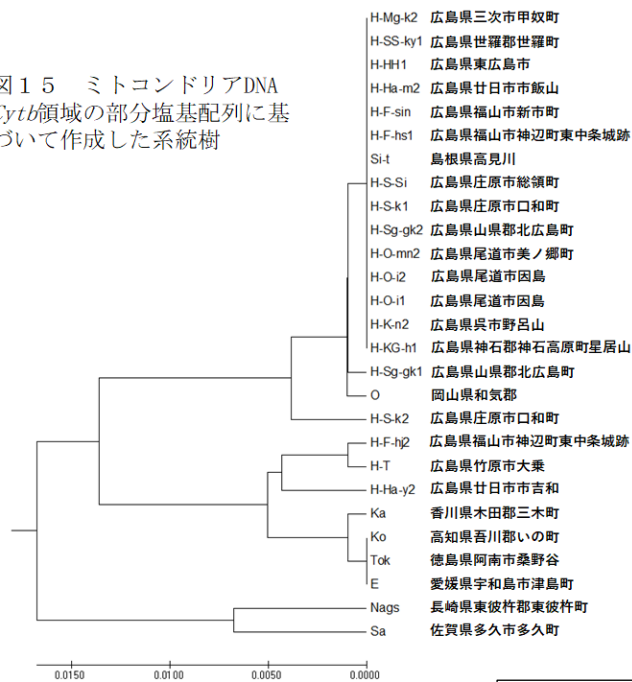 図１５　ミトコンドリアDNA
Cytb領域の部分塩基配列に基
づいて作成した系統樹
H-Mg-k2 広島県三次市甲奴町
H-SS-ky1 広島県世羅郡世羅町
H-HH1 広島県東広島市
H-Ha-m2 広島県廿日市市飯山
H-F-sin 広島県福山市新市町
H-F-hs1 広島県福山市神辺町東中条城跡
Si-t 島根県高見川
H-S-Si 広島県庄原市総領町
H-S-k1 広島県庄原市口和町
H-Sg-gk2 広島県山県郡北広島町
H-O-mn2 広島県尾道市美ノ郷町
H-O-i2 広島県尾道市因島
H-O-i1 広島県尾道市因島
H-K-n2 広島県呉市野呂山
H-KG-h1 広島県神石郡神石高原町星居山
H-Sg-gk1 広島県山県郡北広島町
O 岡山県和気郡
H-S-k2 広島県庄原市口和町
H-F-hj2 広島県福山市神辺町東中条城跡
H-T 広島県竹原市大乗
H-Ha-y2 広島県廿日市市吉和
Ka 香川県木田郡三木町
Ko 高知県吾川郡いの町
Tok 徳島県阿南市桑野谷
E 愛媛県宇和島市津島町
Nags 長崎県東彼杵郡東彼杵町
Sa 佐賀県多久市多久町
0.0150 0.0100 0.0050 0.0000